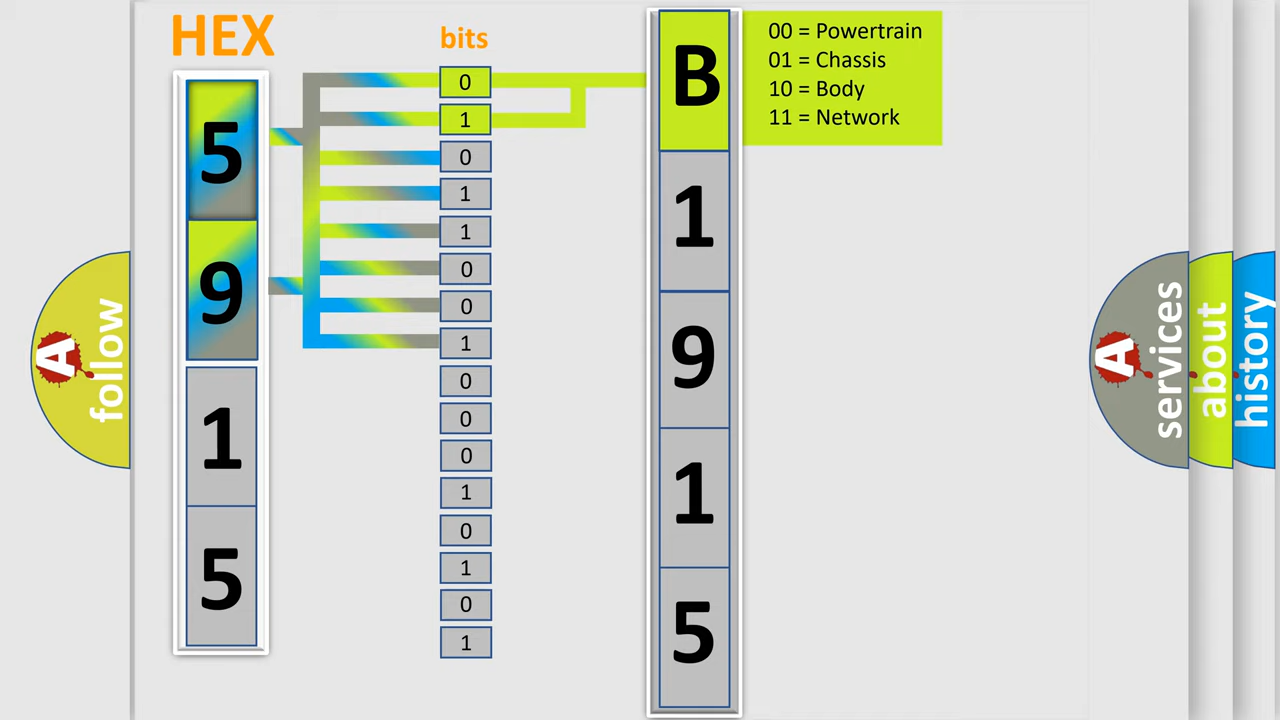 HEX
bits
5
9
1
5
0
1
0
1
1
0
0
1
0
0
0
1
0
1
0
1
B
1
9
1
5
00 = Powertrain
01 = Chassis
10 = Body
11 = Network
A
follow
A
services
about
history